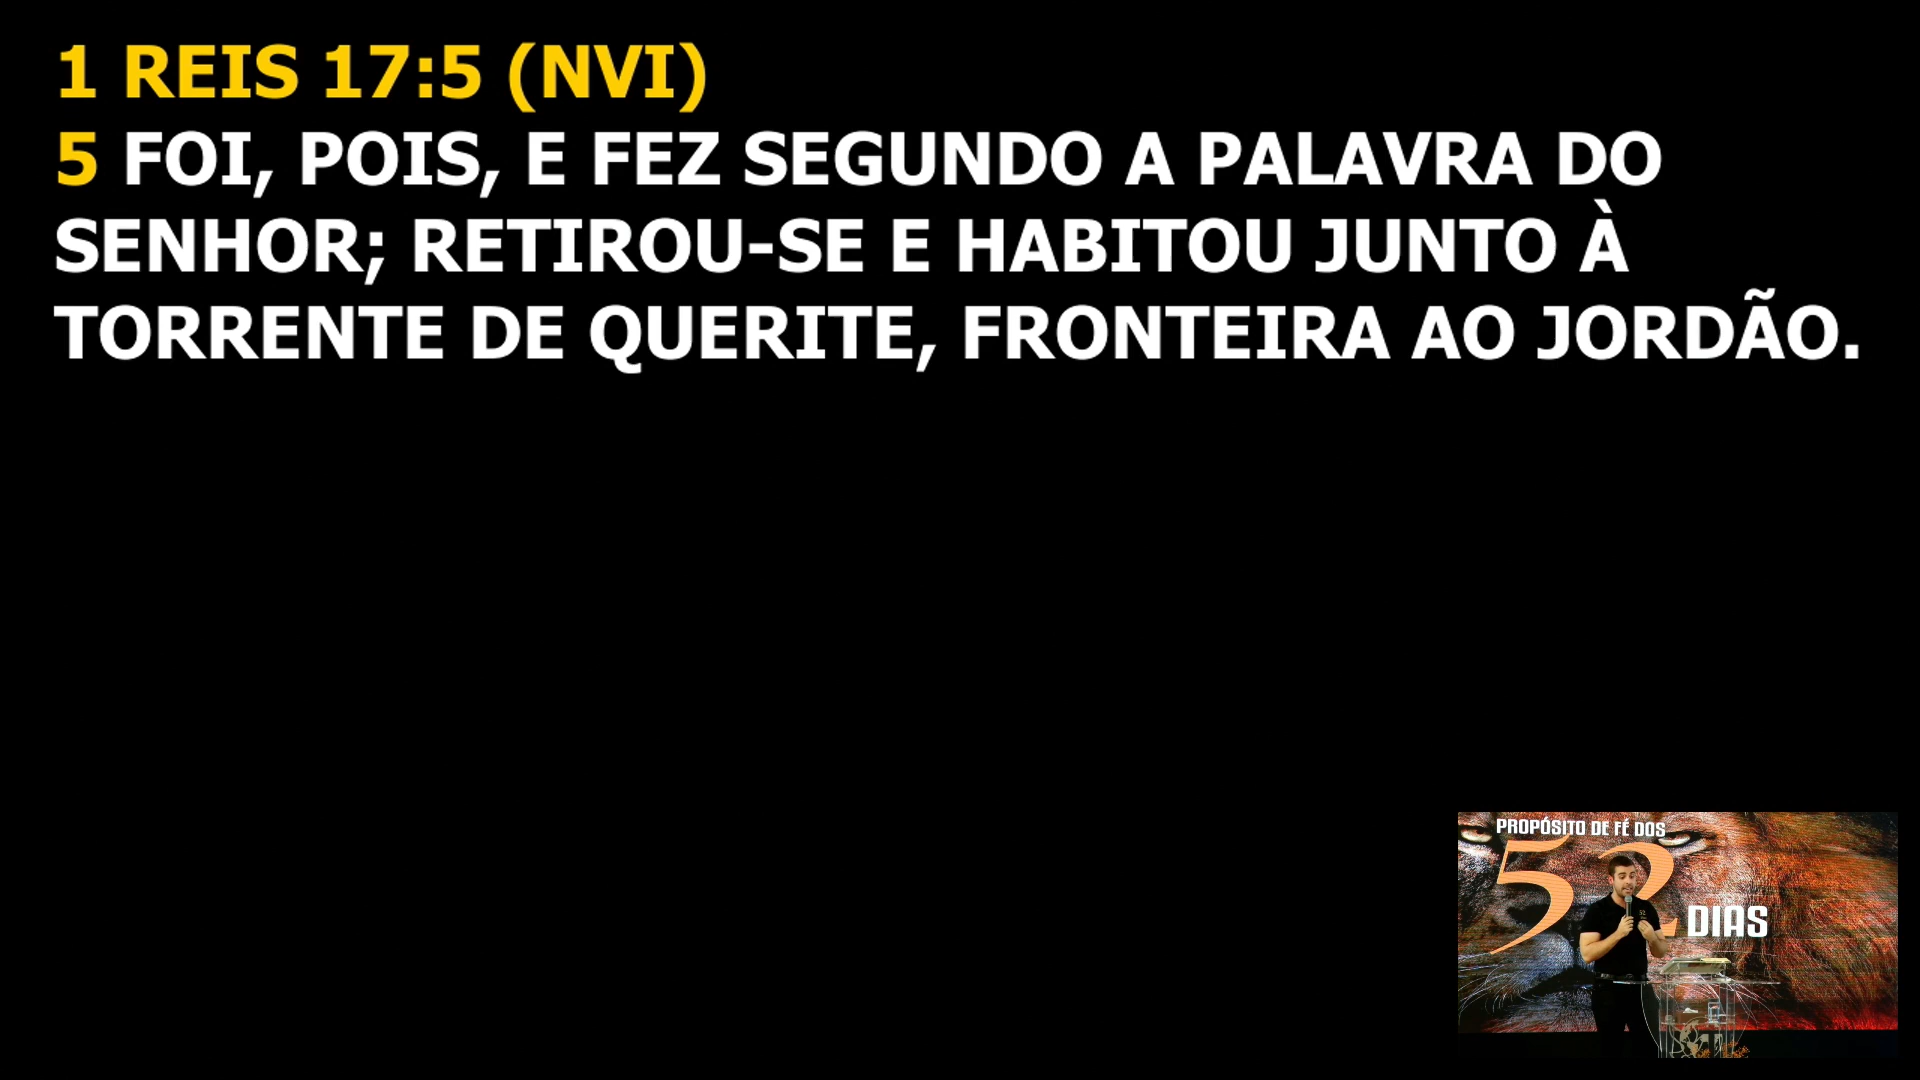 1 REIS 17:5 (NVI)
5 FOI, POIS, E FEZ SEGUNDO A PALAVRA DO
SENHOR; RETIROU-SE E HABITOU JUNTO À
TORRENTE DE QUERITE, FRONTEIRA AO JORDÃO.
PROPÓSITO DE FÉ DOS
52
DIAS